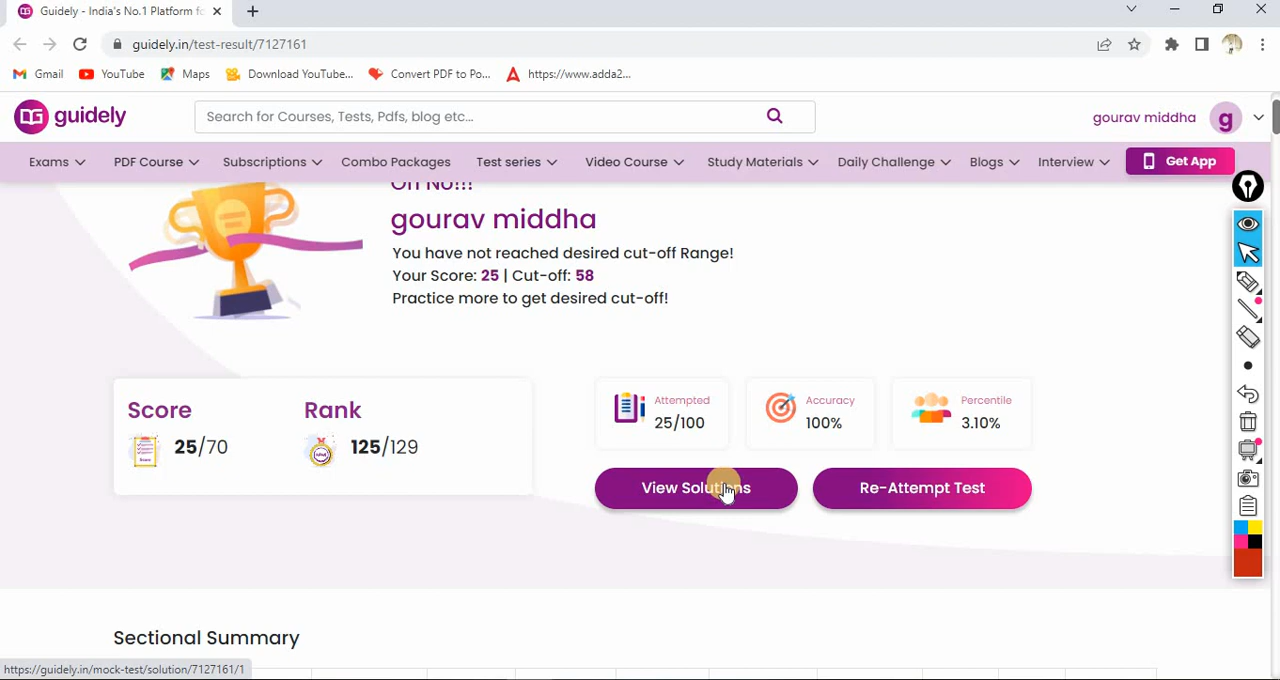 Guidely - India's No.1 Platform fo
guidely.in/test-result/7127161
Gmail
YouTube
Maps
Download YouTube...
Convert PDF to Po...
https://www.adda2...
guidely
Search for Courses, Tests, Pdfs, blog etc...
gourav middha
g
Exams
PDF Course
Subscriptions
Combo Packages
Test series
Video Course
Study Materials
Daily Challenge
Blogs
Interview
Get App
Oh No!!!
gourav middha
You have not reached desired cut-off Range!
Your Score: 25 | Cut-off: 58
Practice more to get desired cut-off!
Score
25/70
Rank
125/129
Attempted
25/100
Accuracy
100%
Percentile
3.10%
View Solutions
Re-Attempt Test
Sectional Summary
https://guidely.in/mock-test/solution/7127161/1